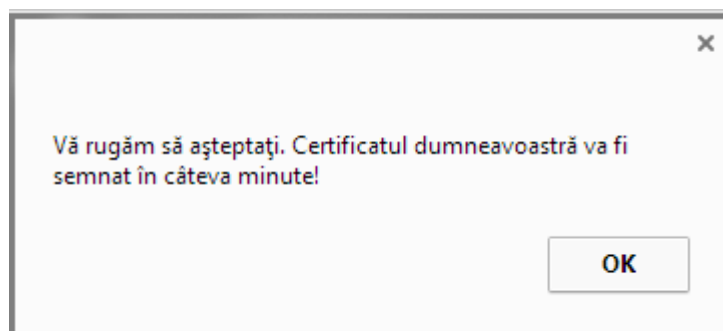 Vă rugăm să aşteptaţi. Certificatul dumneavoastră va fi
semnat în câteva minute!
OK